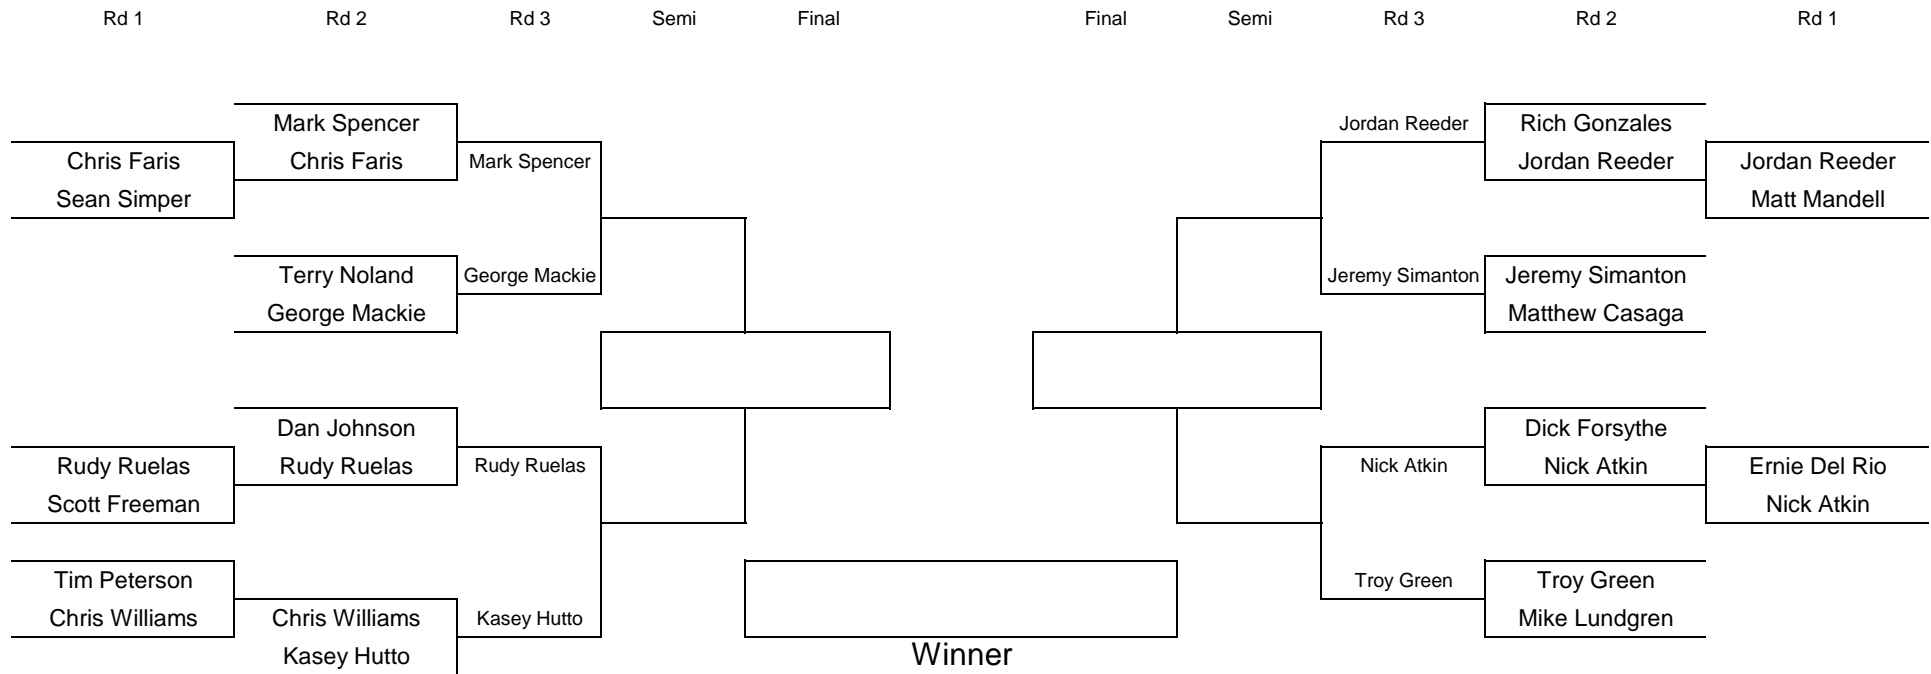 Rd 1 Rd 2 Rd 3 Semi Final Final Semi Rd 3 Rd 2 Rd 1
Mark Spencer Jordan Reeder Rich Gonzales
Chris Faris Chris Faris Mark Spencer Jordan Reeder Jordan Reeder
Sean Simper Matt Mandell
Terry Noland George Mackie Jeremy Simanton Jeremy Simanton
George Mackie Matthew Casaga
Dan Johnson Dick Forsythe
Rudy Ruelas Rudy Ruelas Rudy Ruelas Nick Atkin Nick Atkin Ernie Del Rio
Scott Freeman Nick Atkin
Tim Peterson Troy Green Troy Green
Chris Williams Chris Williams Kasey Hutto Mike Lundgren
Kasey Hutto Winner